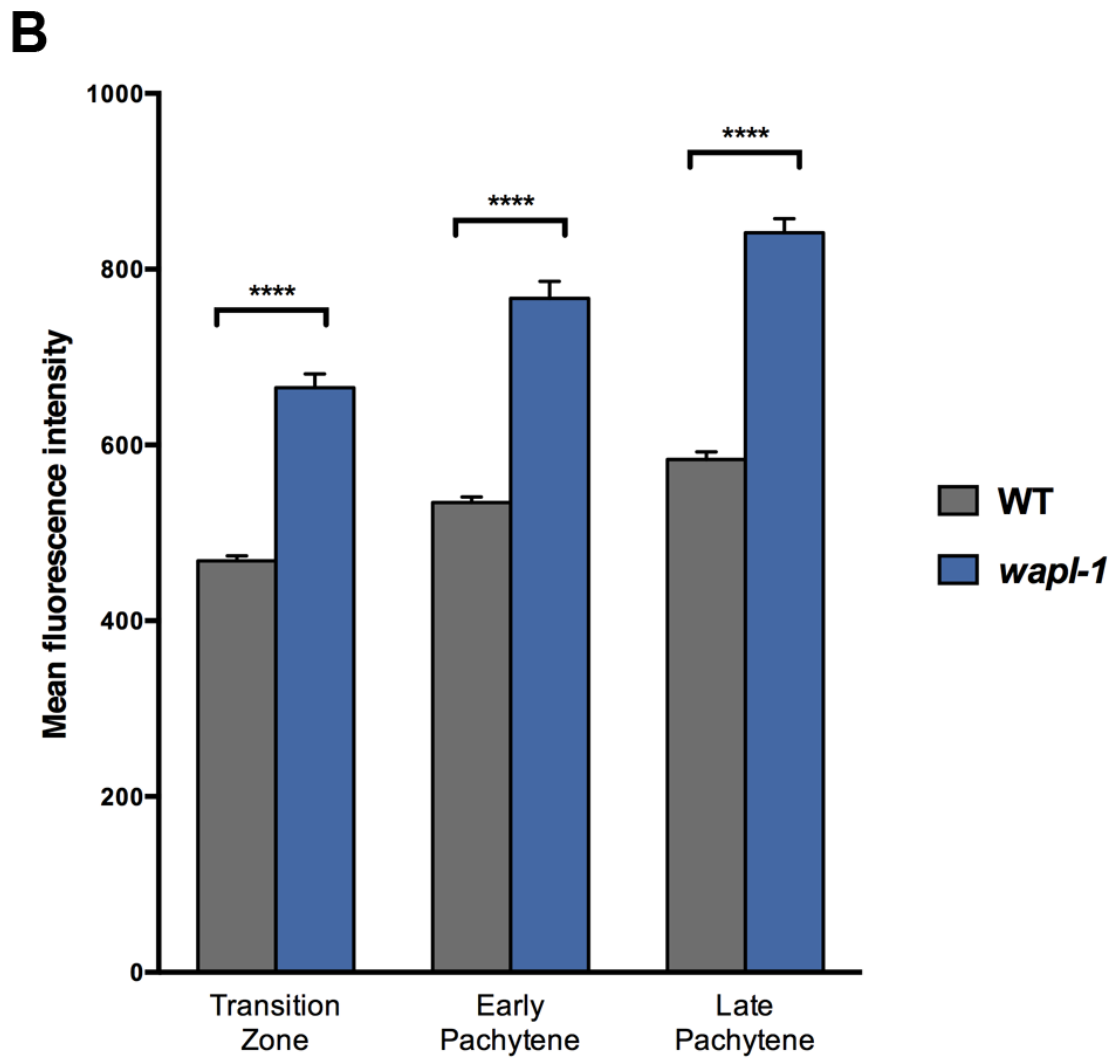 B
1000
800
600
400
200
0
Mean fluorescence intensity
****
****
****
Transition
Zone
Early
Pachytene
Late
Pachytene
WT
wapl-1